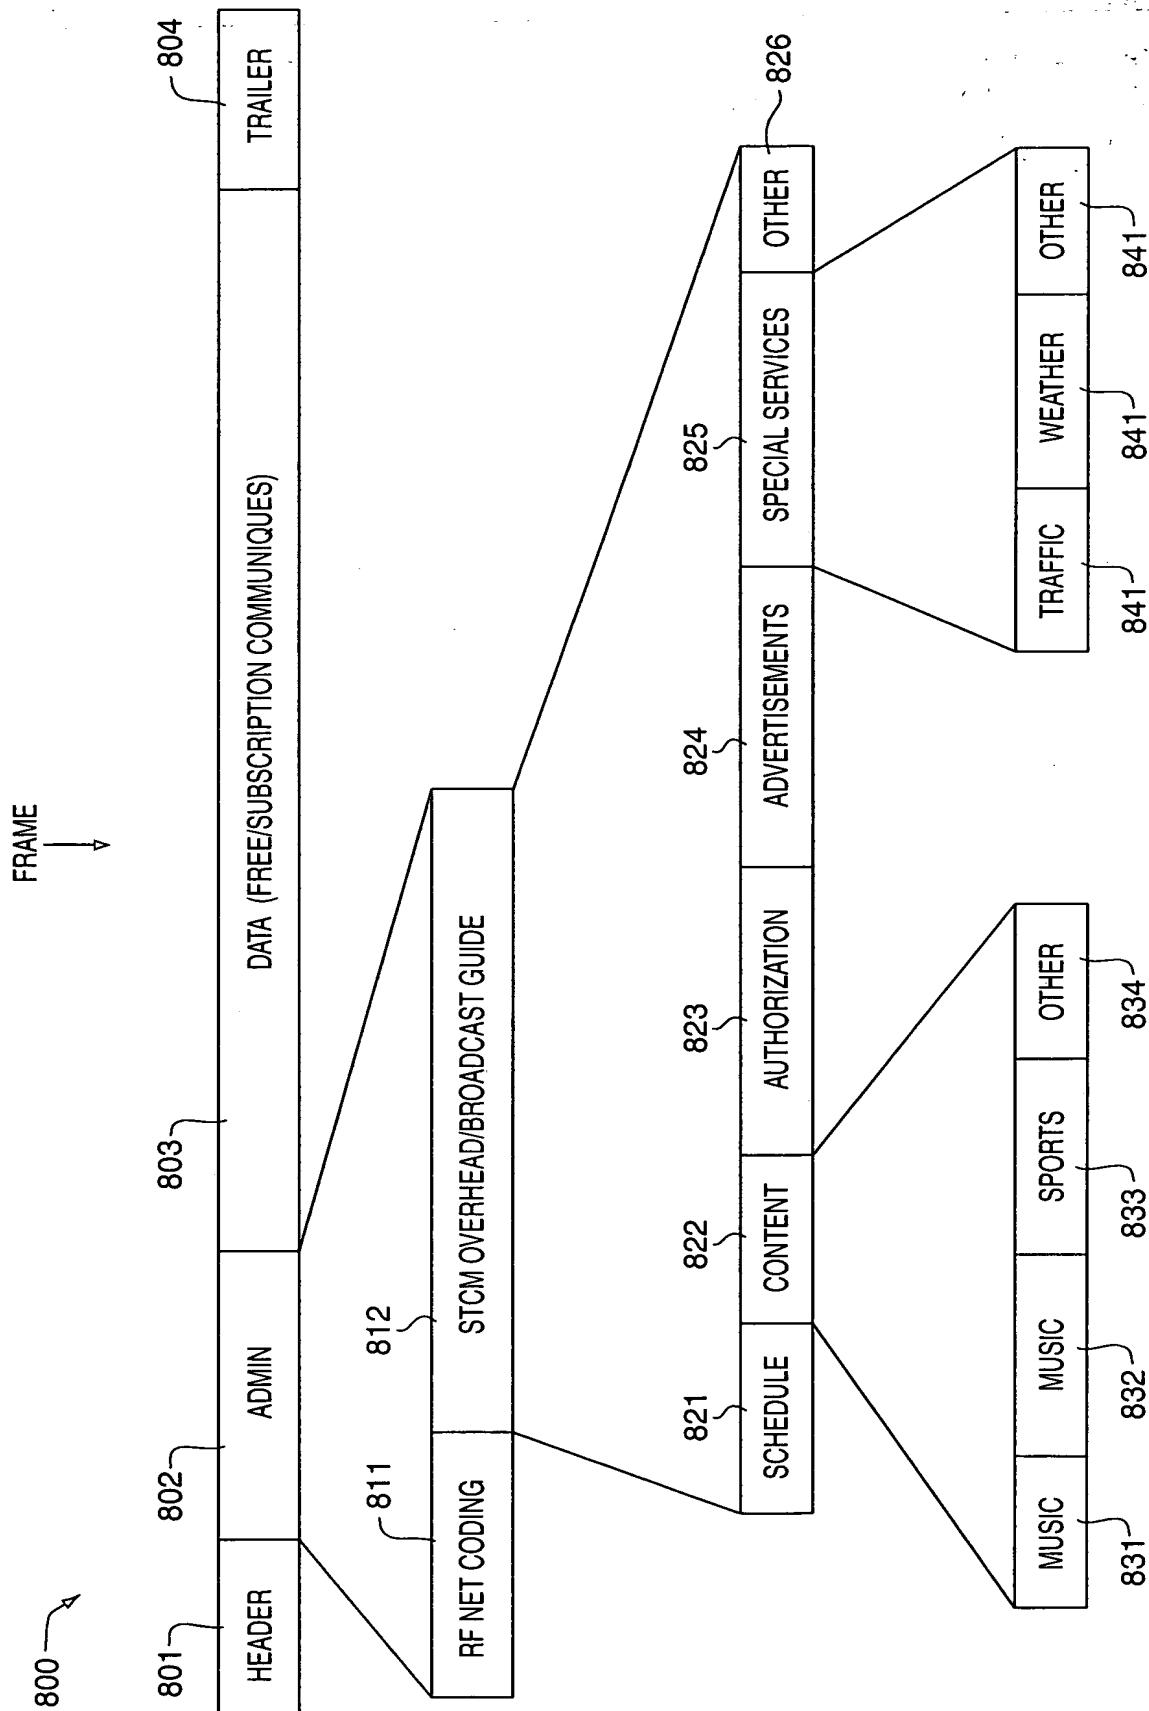 FRAME
800
801
802
803
804
HEADER
ADMIN
DATA (FREE/SUBSCRIPTION COMMUNIQUES)
TRAILER
811
812
RF NET CODING
STCM OVERHEAD/BROADCAST GUIDE
821
822
823
824
825
826
SCHEDULE
CONTENT
AUTHORIZATION
ADVERTISEMENTS
SPECIAL SERVICES
OTHER
MUSIC
MUSIC
SPORTS
OTHER
831
832
833
834
TRAFFIC
WEATHER
OTHER
841
841
841